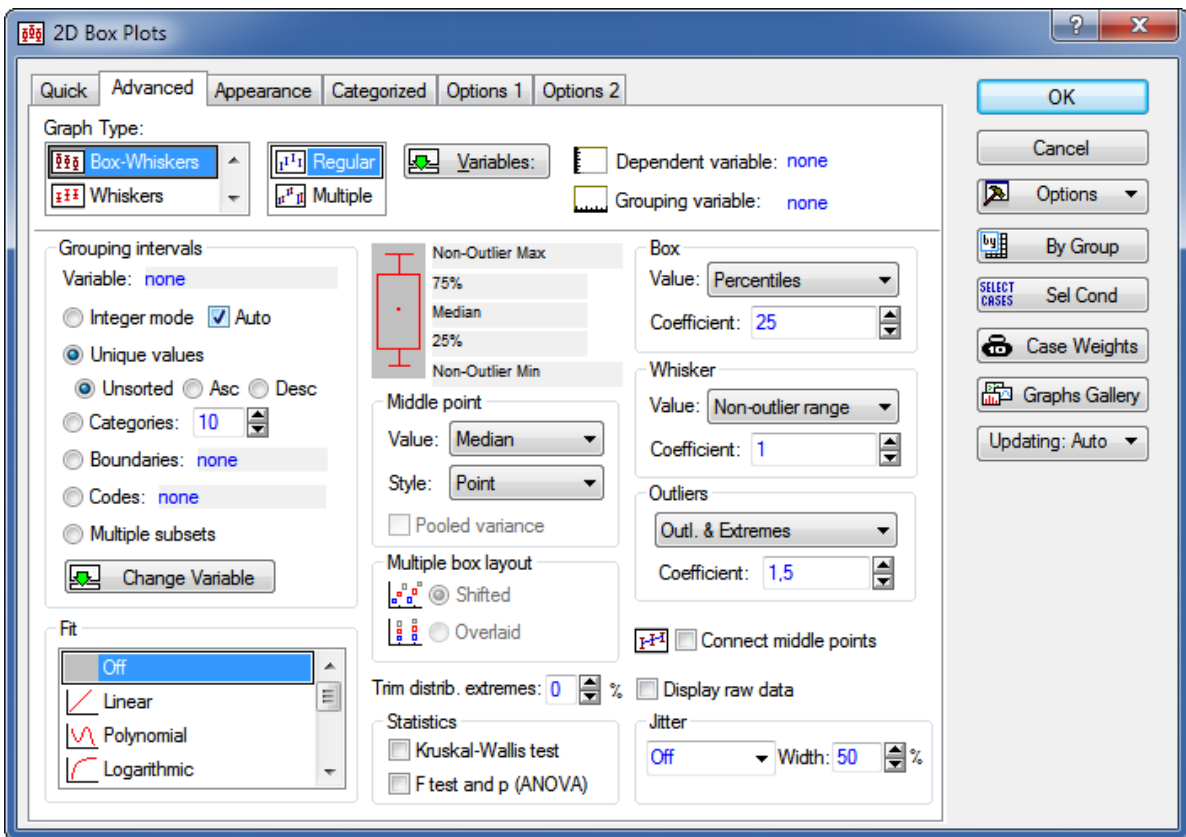 2D Box Plots
?
X
Quick
Advanced
Appearance
Categorized
Options 1
Options 2
Graph Type:
Box-Whiskers
Whiskers
Regular
Multiple
Variables:
Dependent variable: none
Grouping variable: none
Grouping intervals
Variable: none
Integer mode
Auto
Unique values
Unsorted
Asc
Desc
Categories: 10
Boundaries: none
Codes: none
Multiple subsets
Change Variable
Fit
Off
Linear
Polynomial
Logarithmic
Non-Outlier Max
75%
Median
25%
Non-Outlier Min
Middle point
Value: Median
Style: Point
Pooled variance
Multiple box layout
Shifted
Overlaid
Trim distrib. extremes: 0 %
Statistics
Kruskal-Wallis test
F test and p (ANOVA)
Box
Value: Percentiles
Coefficient: 25
Whisker
Value: Non-outlier range
Coefficient: 1
Outliers
Outl. & Extremes
Coefficient: 1,5
Connect middle points
Display raw data
Jitter
Off
Width: 50 %
OK
Cancel
Options
by
By Group
SELECT CASES
Sel Cond
Case Weights
Graphs Gallery
Updating: Auto